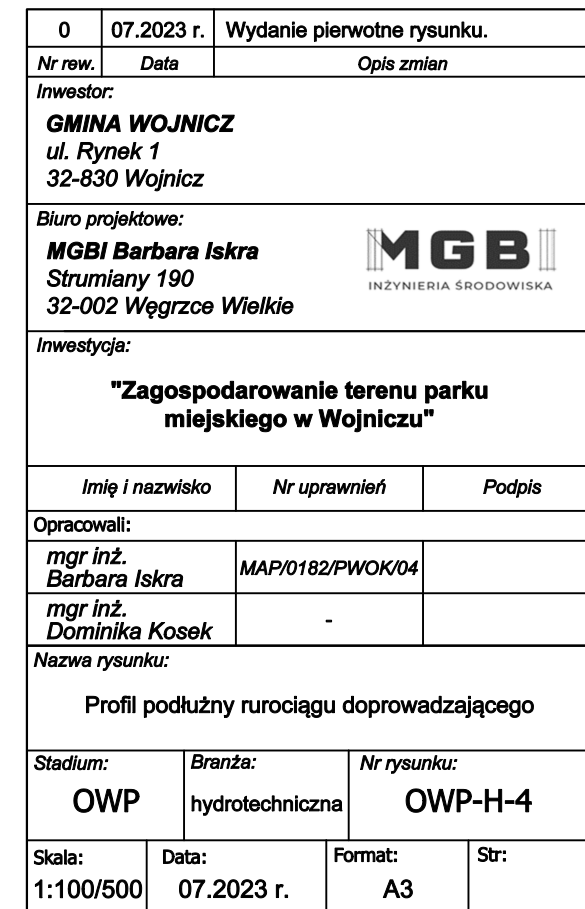 0 07.2023 r. Wydanie pierwotne rysunku.
Nr rew. Data Opis zmian
Inwestor:
GMINA WOJNICZ
ul. Rynek 1
32-830 Wojnicz
Biuro projektowe:
MGBI Barbara Iskra
Strumiany 190
32-002 Węgrzce Wielkie
MGBI
INŻYNIERIA ŚRODOWISKA
Inwestycja:
"Zagospodarowanie terenu parku
miejskiego w Wojniczu"
Imię i nazwisko Nr uprawnień Podpis
Opracowali:
mgr inż.
Barbara Iskra
MAP/0182/PWOK/04
mgr inż.
Dominika Kosek
-
Nazwa rysunku:
Profil podłużny rurociągu doprowadzającego
Stadium: Branża: Nr rysunku:
OWP hydrotechniczna OWP-H-4
Skala: Data: Format: Str:
1:100/500 07.2023 r. A3